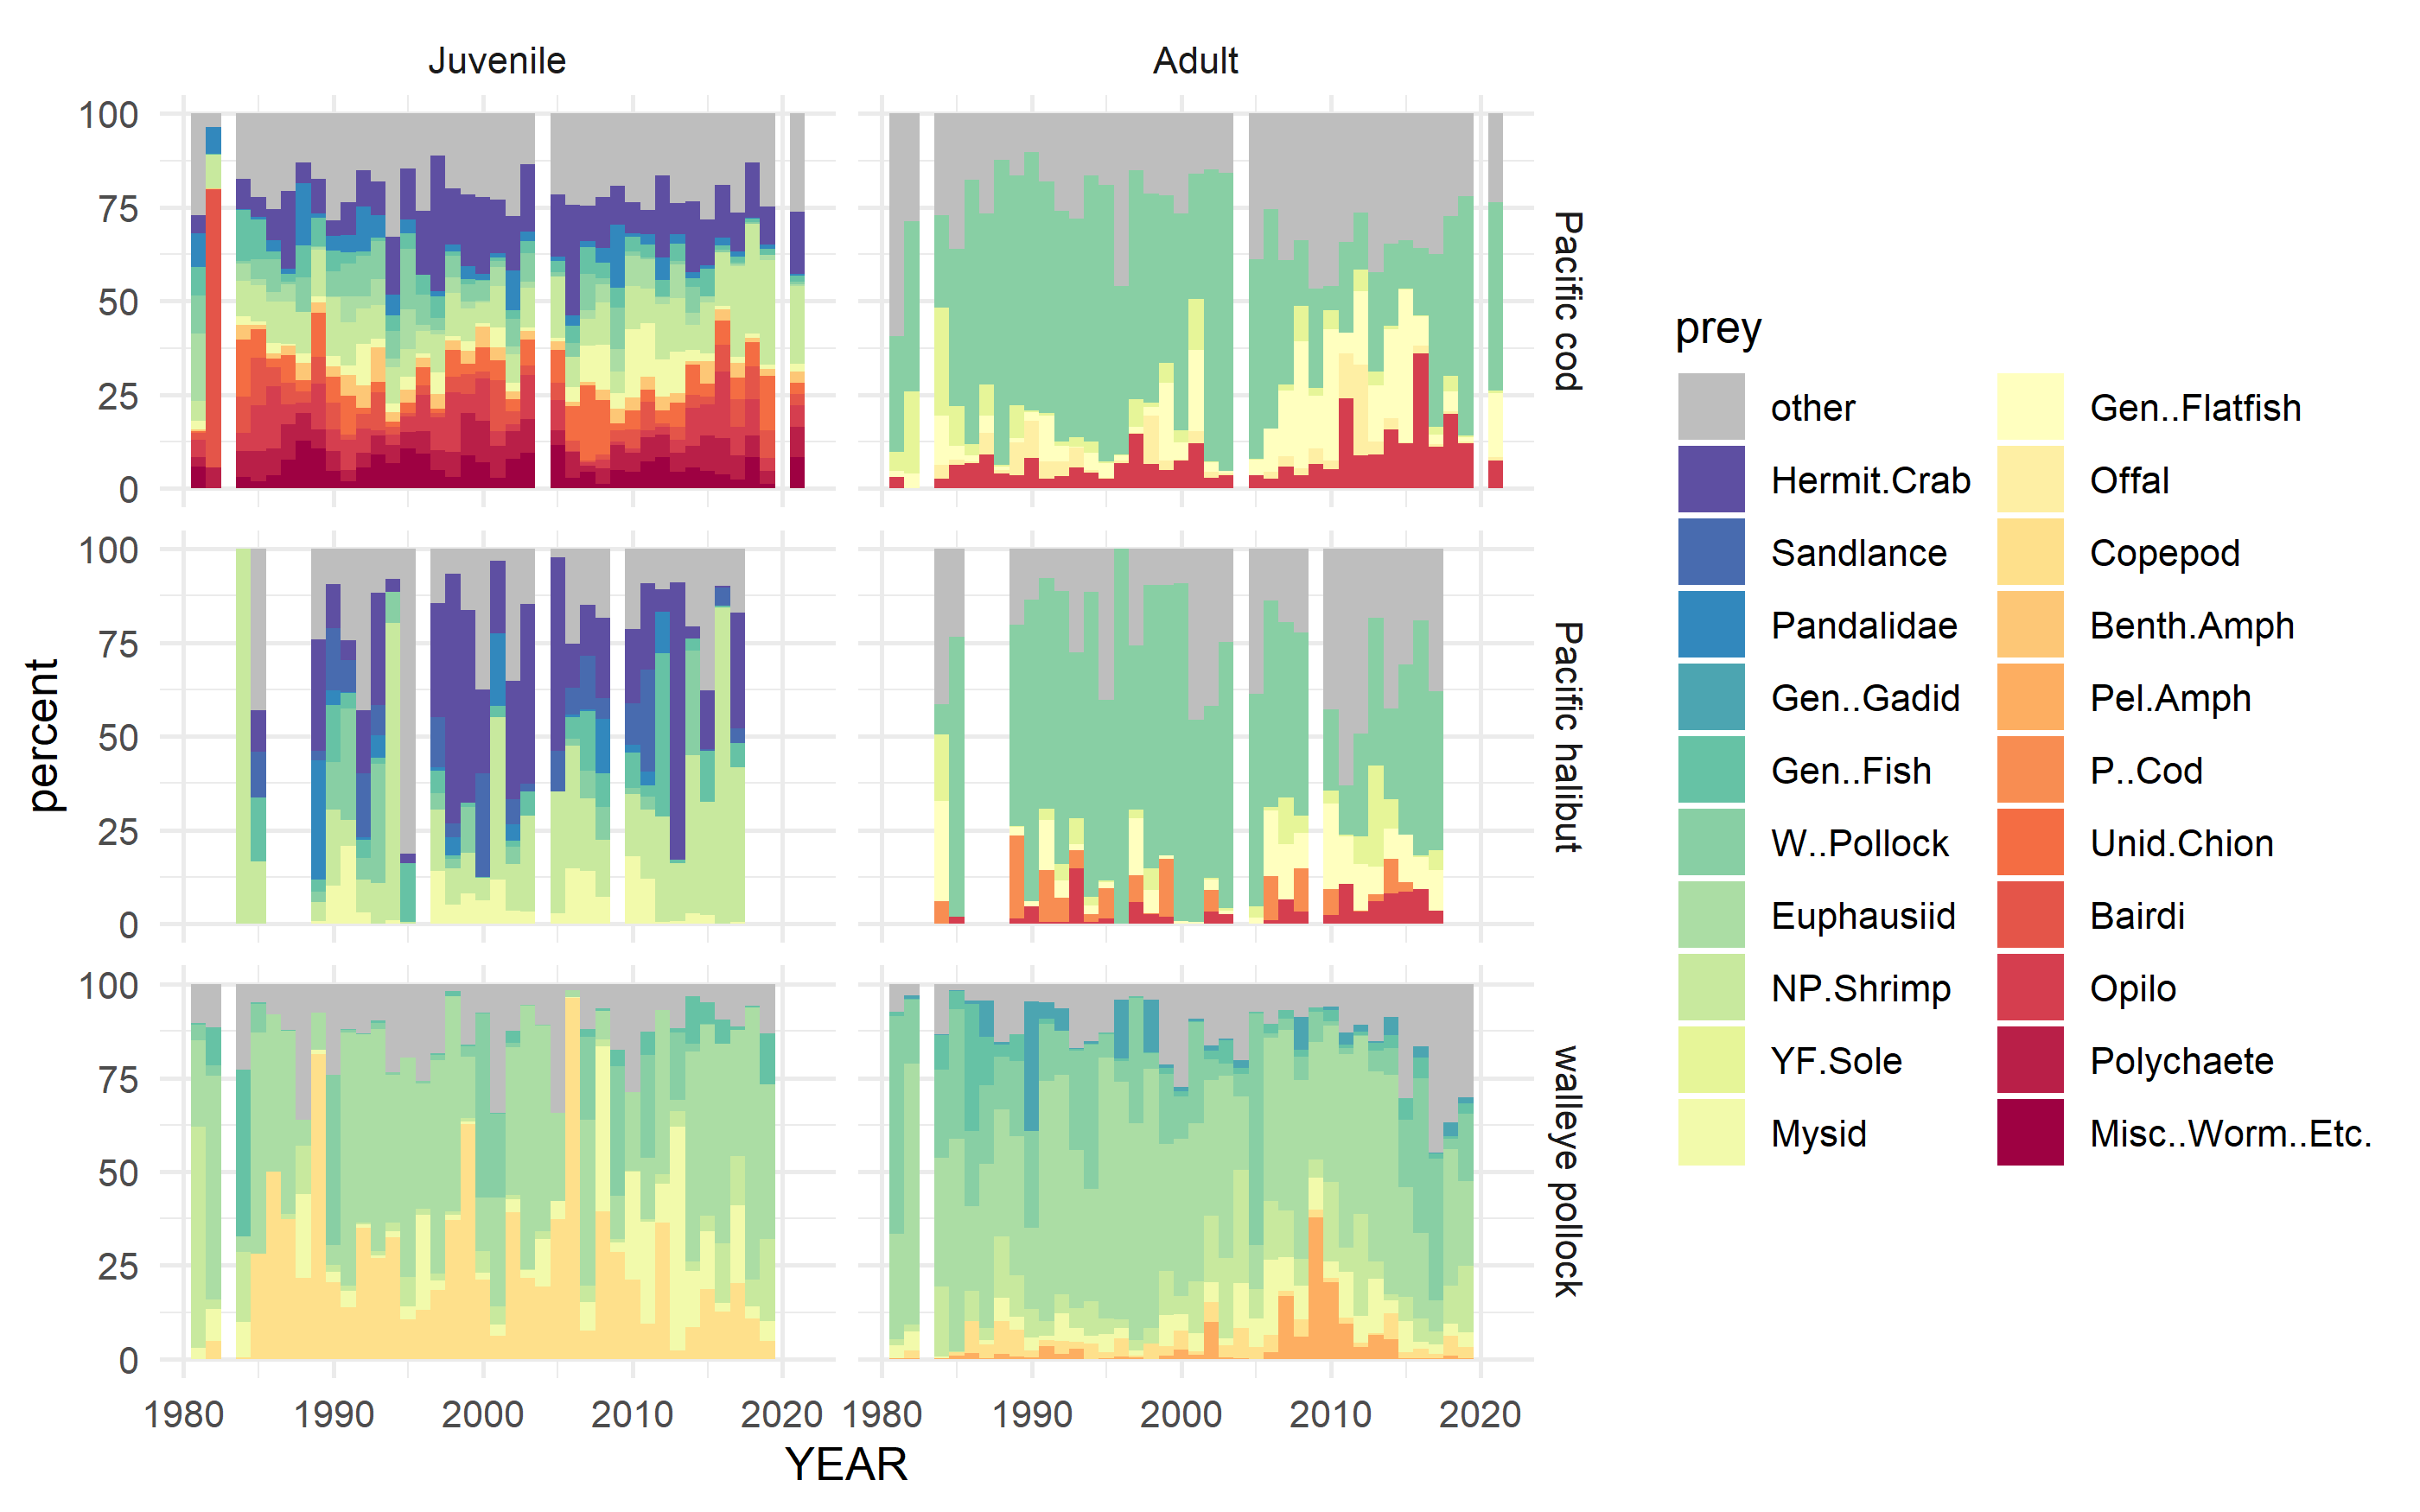 Juvenile
Adult
100
75
50
25
0
Pacific cod
100
75
50
25
0
Pacific halibut
100
75
50
25
0
walleye pollock
percent
1980
1990
2000
2010
2020
1980
1990
2000
2010
2020
YEAR
prey
other
Hermit.Crab
Sandlance
Pandalidae
Gen..Gadid
Gen..Fish
W..Pollock
Euphausiid
NP.Shrimp
YF.Sole
Mysid
Gen..Flatfish
Offal
Copepod
Benth.Amph
Pel.Amph
P..Cod
Unid.Chion
Bairdi
Opilo
Polychaete
Misc..Worm..Etc.